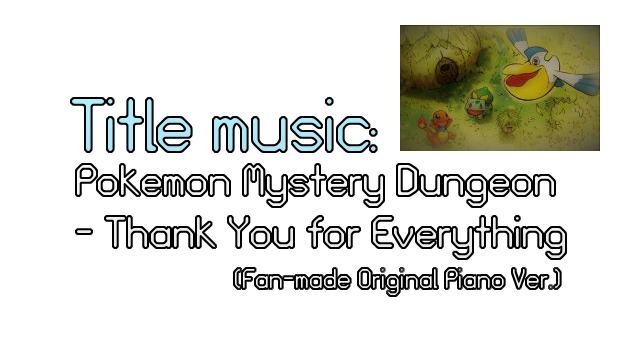 Title music:
Pokemon Mystery Dungeon
- Thank You for Everything
(Fan-made Original Piano Ver.)